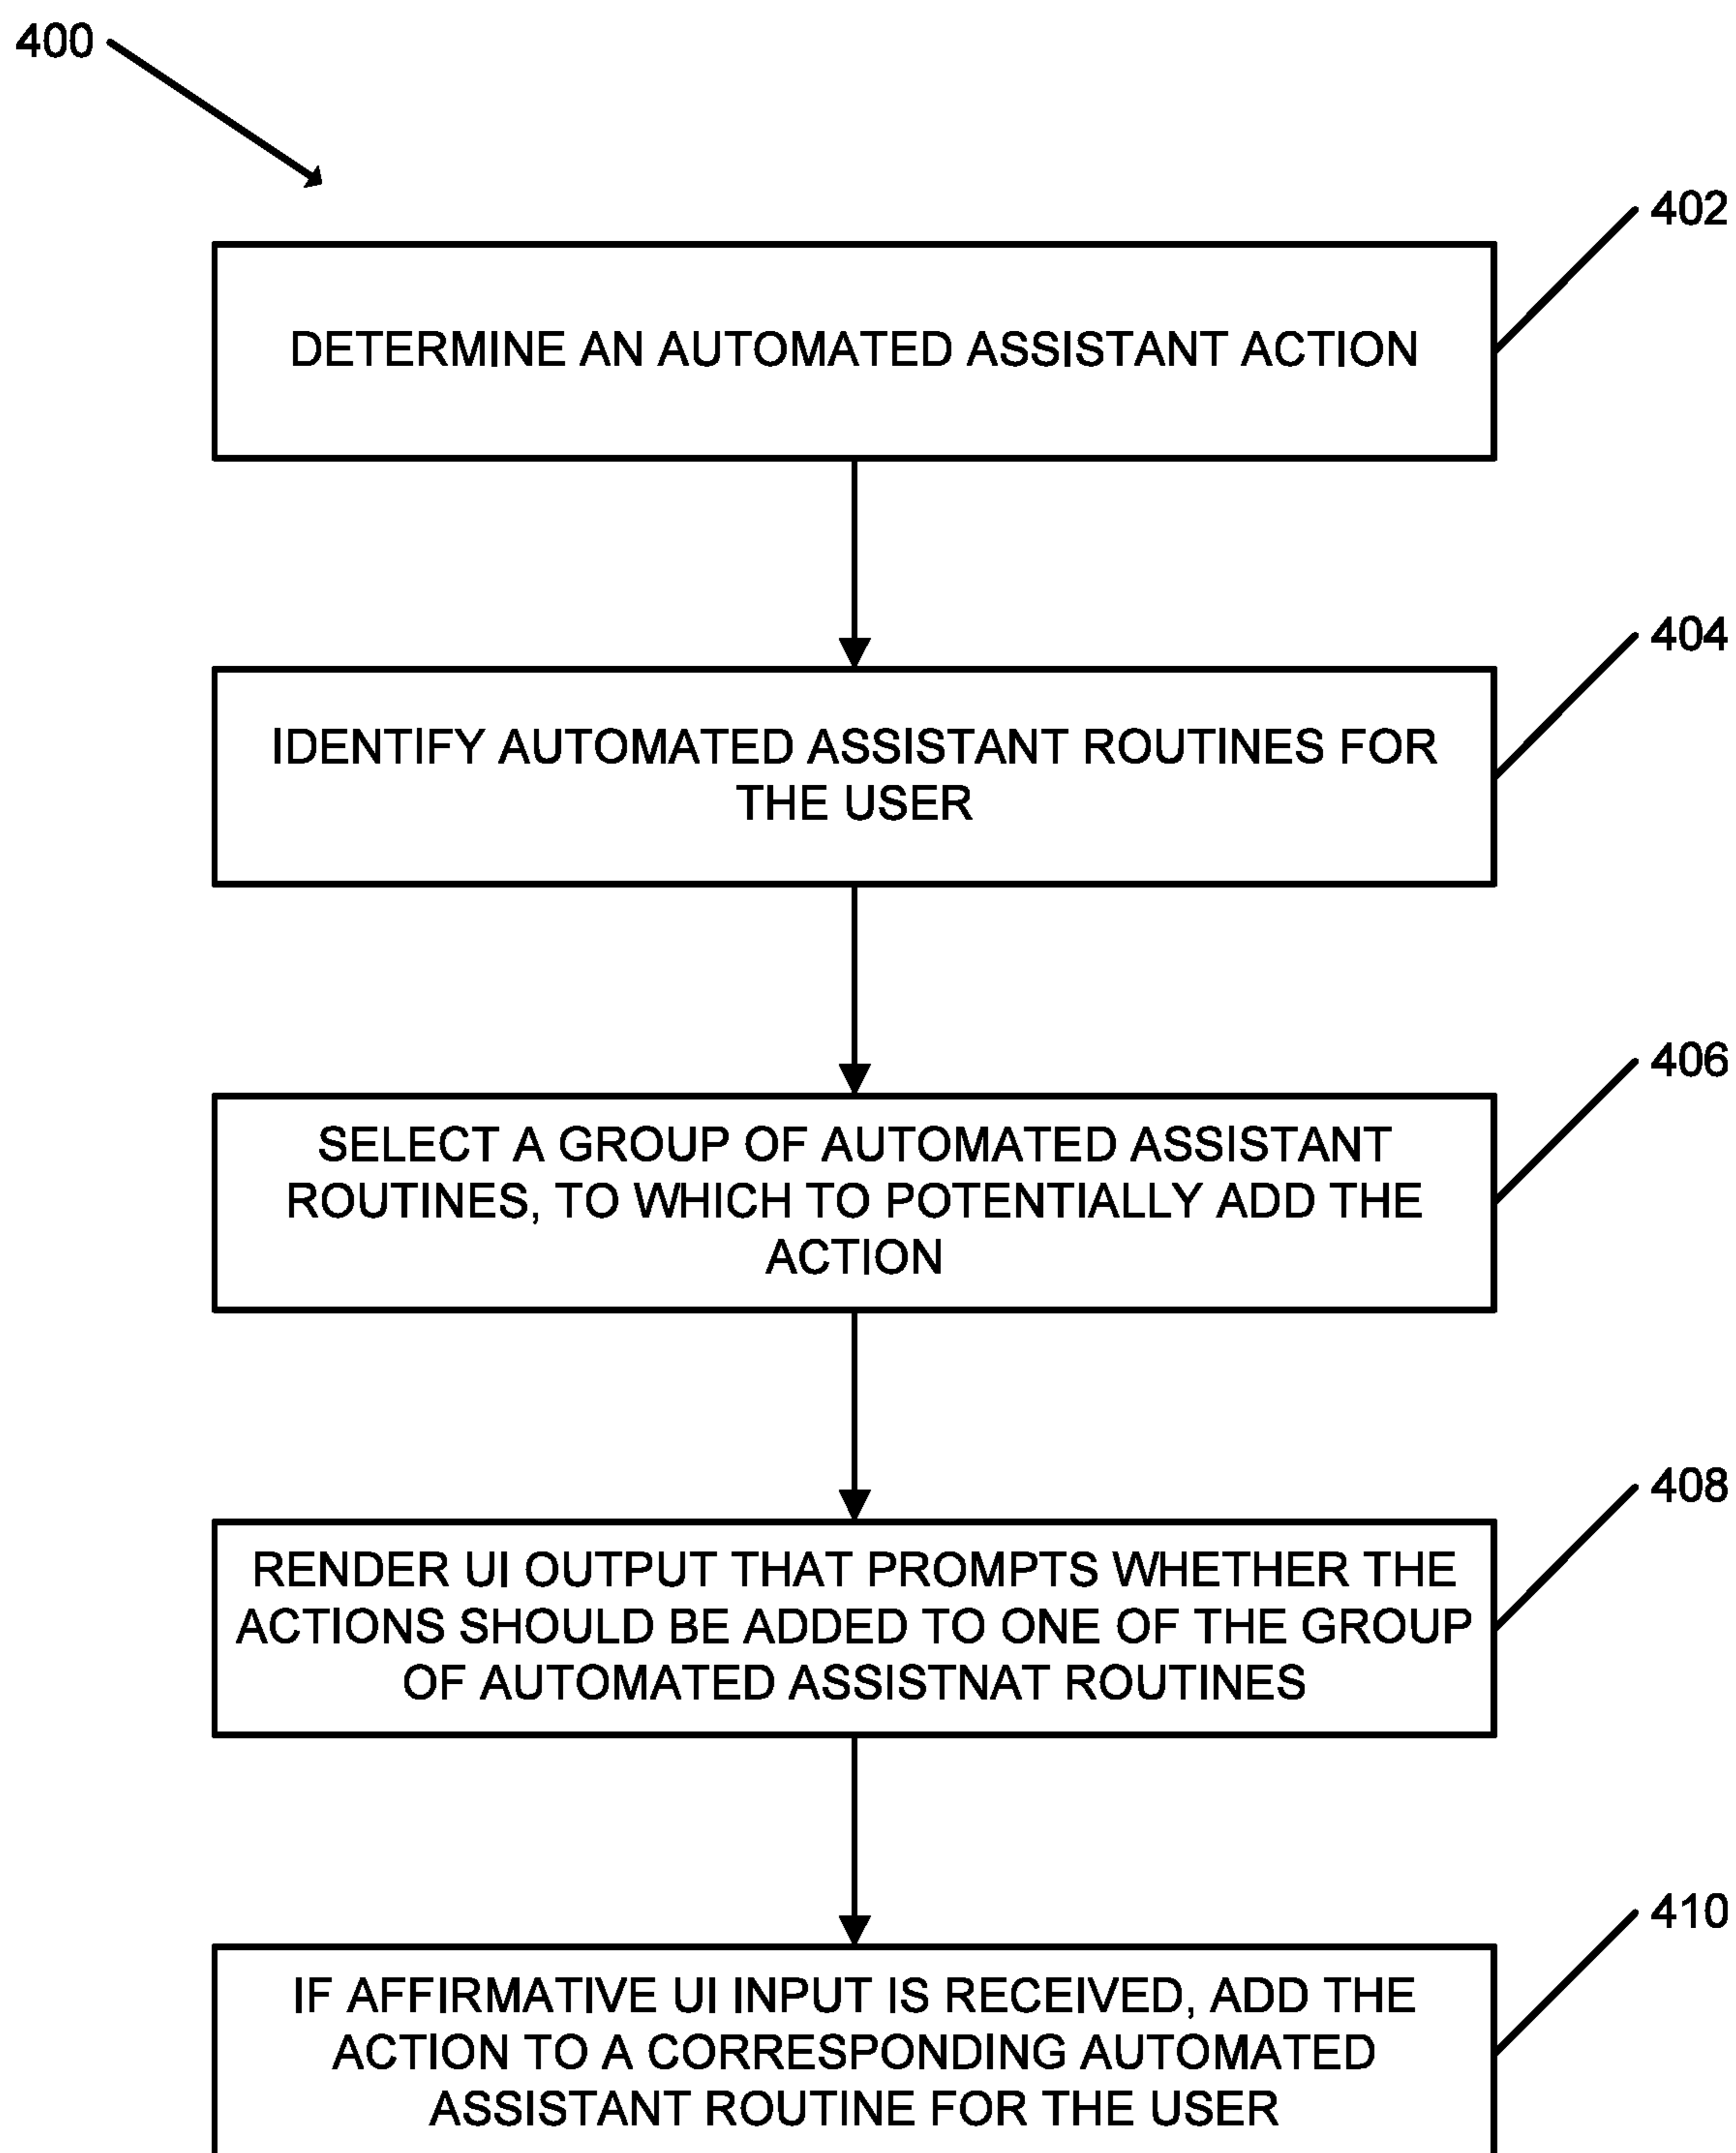 400
402
DETERMINE AN AUTOMATED ASSISTANT ACTION
404
IDENTIFY AUTOMATED ASSISTANT ROUTINES FOR
THE USER
406
SELECT A GROUP OF AUTOMATED ASSISTANT
ROUTINES, TO WHICH TO POTENTIALLY ADD THE
ACTION
408
RENDER UI OUTPUT THAT PROMPTS WHETHER THE
ACTIONS SHOULD BE ADDED TO ONE OF THE GROUP
OF AUTOMATED ASSISTNAT ROUTINES
410
IF AFFIRMATIVE UI INPUT IS RECEIVED, ADD THE
ACTION TO A CORRESPONDING AUTOMATED
ASSISTANT ROUTINE FOR THE USER